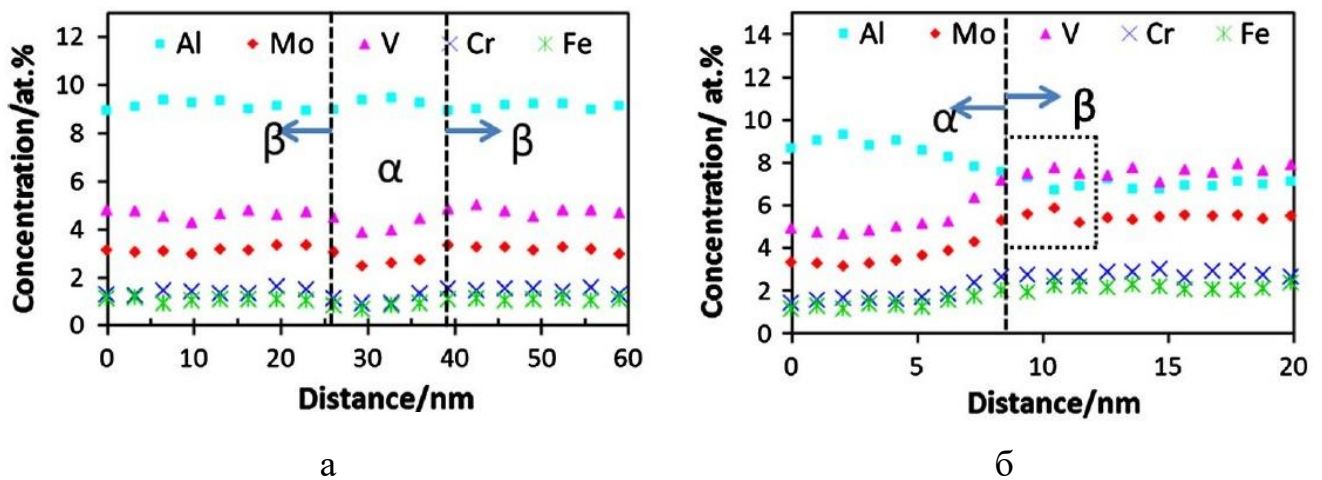 12
10
8
6
4
2
0
Concentration/at.%
Al Mo V Cr Fe
β α β
0 10 20 30 40 50 60
Distance/nm
а
14
12
10
8
6
4
2
0
Concentration/ at.%
Al Mo V Cr Fe
α β
0 5 10 15 20
Distance/nm
б